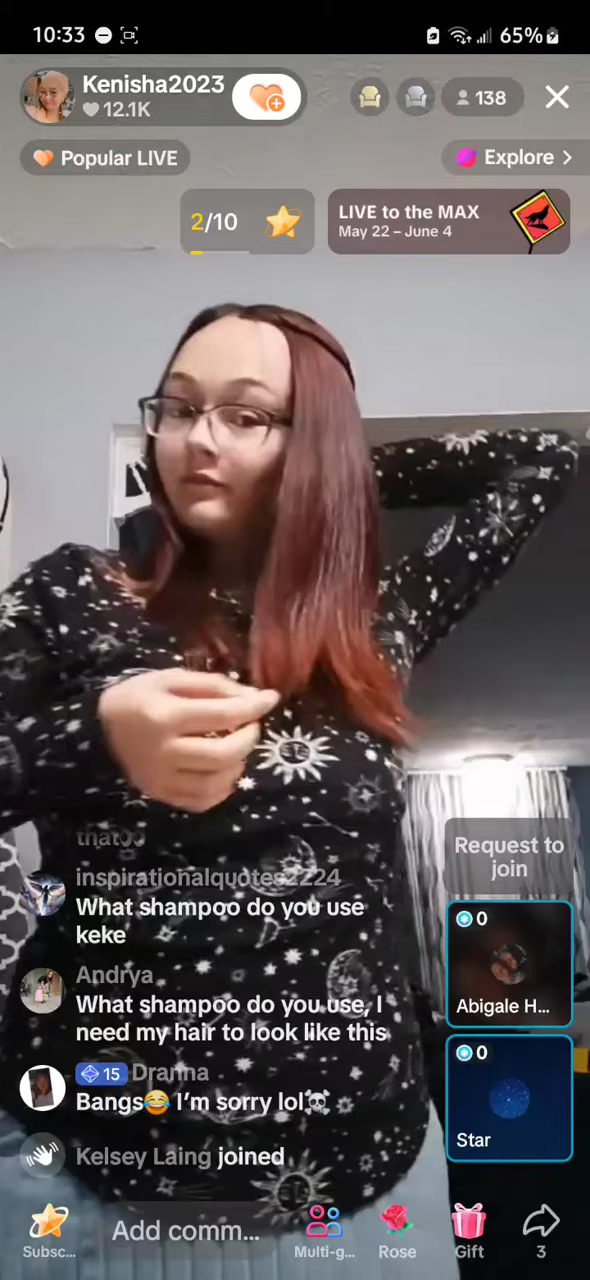 10:33
65%
Kenisha2023
12.1K
138
Popular LIVE
Explore >
2/10
LIVE to the MAX
May 22 – June 4
Request to
join
0
Abigale H...
0
Star
inspirationalquotes2224
What shampoo do you use
keke
Andrya
What shampoo do you use, I
need my hair to look like this
15 Dranna
Bangs😂 I'm sorry lol☠️
Kelsey Laing joined
Subsc...
Add comm...
Multi-g...
Rose
Gift
3